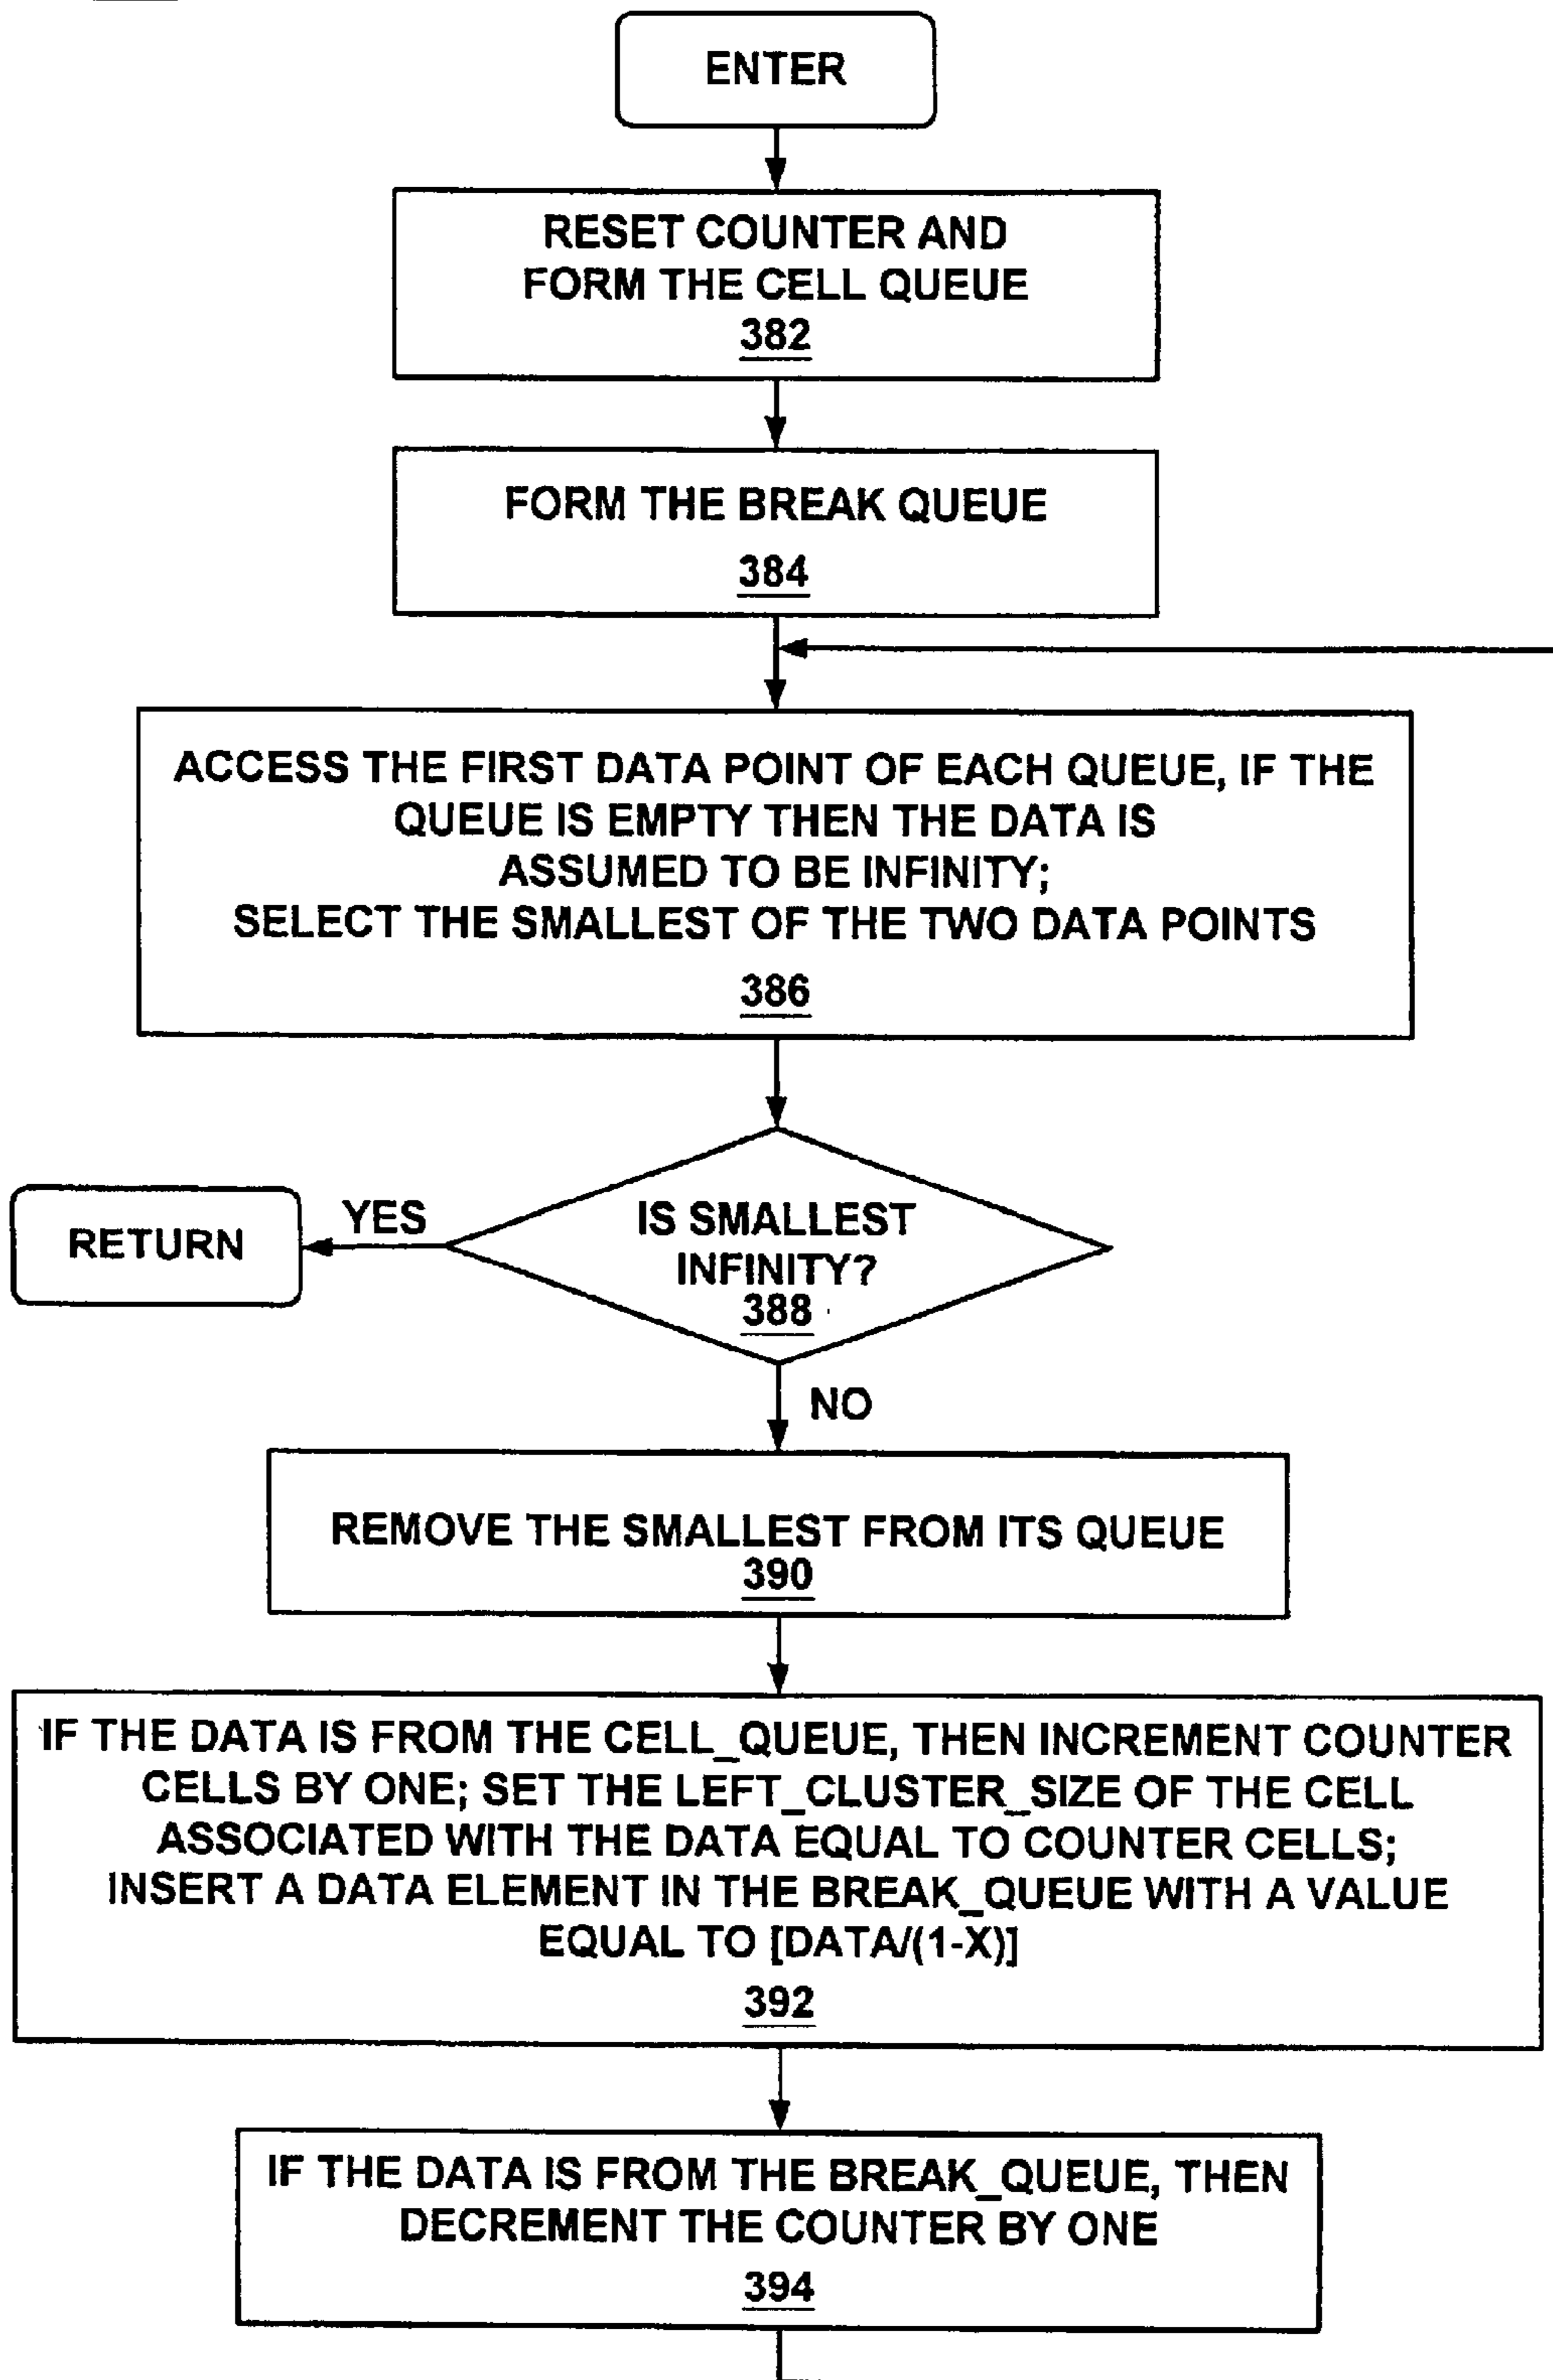 ENTER
RESET COUNTER AND
FORM THE CELL QUEUE
382
FORM THE BREAK QUEUE
384
ACCESS THE FIRST DATA POINT OF EACH QUEUE, IF THE
QUEUE IS EMPTY THEN THE DATA IS
ASSUMED TO BE INFINITY;
SELECT THE SMALLEST OF THE TWO DATA POINTS
386
IS SMALLEST
INFINITY?
388
YES
RETURN
NO
REMOVE THE SMALLEST FROM ITS QUEUE
390
IF THE DATA IS FROM THE CELL_QUEUE, THEN INCREMENT COUNTER
CELLS BY ONE; SET THE LEFT_CLUSTER_SIZE OF THE CELL
ASSOCIATED WITH THE DATA EQUAL TO COUNTER CELLS;
INSERT A DATA ELEMENT IN THE BREAK_QUEUE WITH A VALUE
EQUAL TO [DATA/(1-X)]
392
IF THE DATA IS FROM THE BREAK_QUEUE, THEN
DECREMENT THE COUNTER BY ONE
394